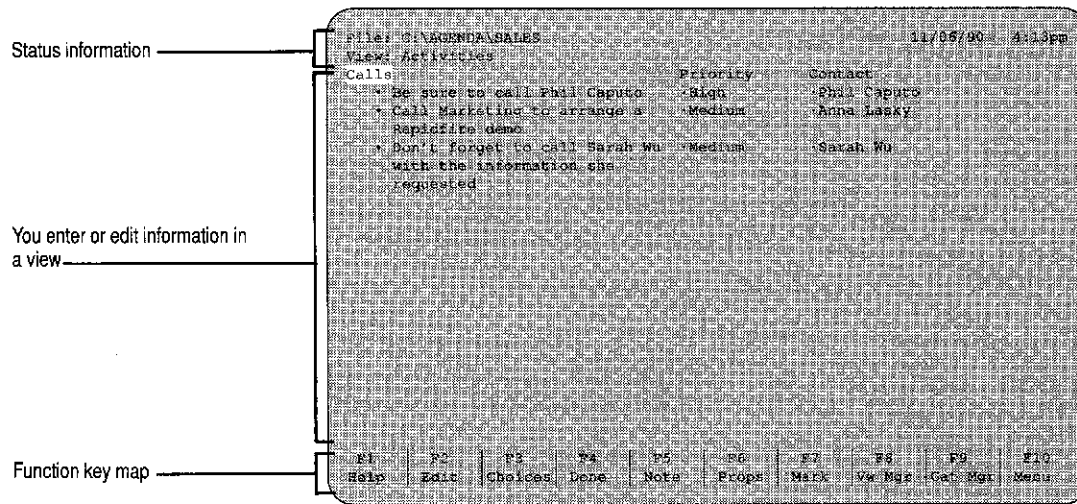 Status information
File: C:\AGENDA\SALES 11/06/90 4:13pm
View: Activities
Calls Priority Contact
• Be sure to call Phil Caputo ·High ·Phil Caputo
• Call Marketing to arrange a ·Medium ·Anna Lasky
Rapidfire demo
• Don't forget to call Sarah Wu ·Medium ·Sarah Wu
with the information she
requested
You enter or edit information in
a view
Function key map
F1 F2 F3 F4 F5 F6 F7 F8 F9 F10
Help Edit Choices Done Note Props Mark Vw Mgr Cat Mgr Menu